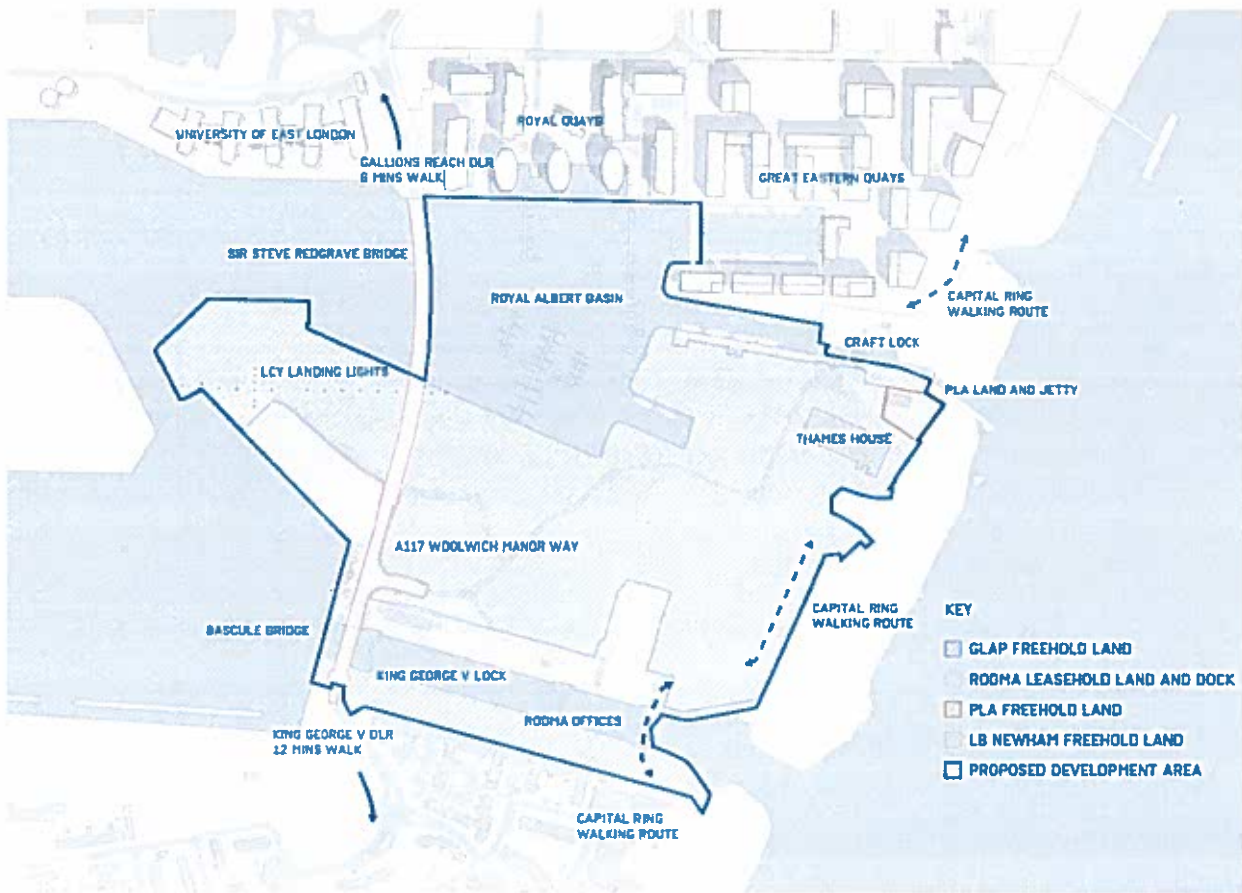 UNIVERSITY OF EAST LONDON
ROYAL QUAYS
GALLIONS REACH DLR
6 MINS WALK
GREAT EASTERN QUAYS
SIR STEVE REDGRAVE BRIDGE
ROYAL ALBERT BASIN
CAPITAL RING
WALKING ROUTE
CRAFT LOCK
LCY LANDING LIGHTS
PLA LAND AND JETTY
THAMES HOUSE
A117 WOOLWICH MANOR WAY
CAPITAL RING
WALKING ROUTE
BASCULE BRIDGE
KING GEORGE V LOCK
RODMA OFFICES
KING GEORGE V DLR
12 MINS WALK
CAPITAL RING
WALKING ROUTE
KEY
GLAP FREEHOLD LAND
RODMA LEASEHOLD LAND AND DOCK
PLA FREEHOLD LAND
LB NEWHAM FREEHOLD LAND
PROPOSED DEVELOPMENT AREA